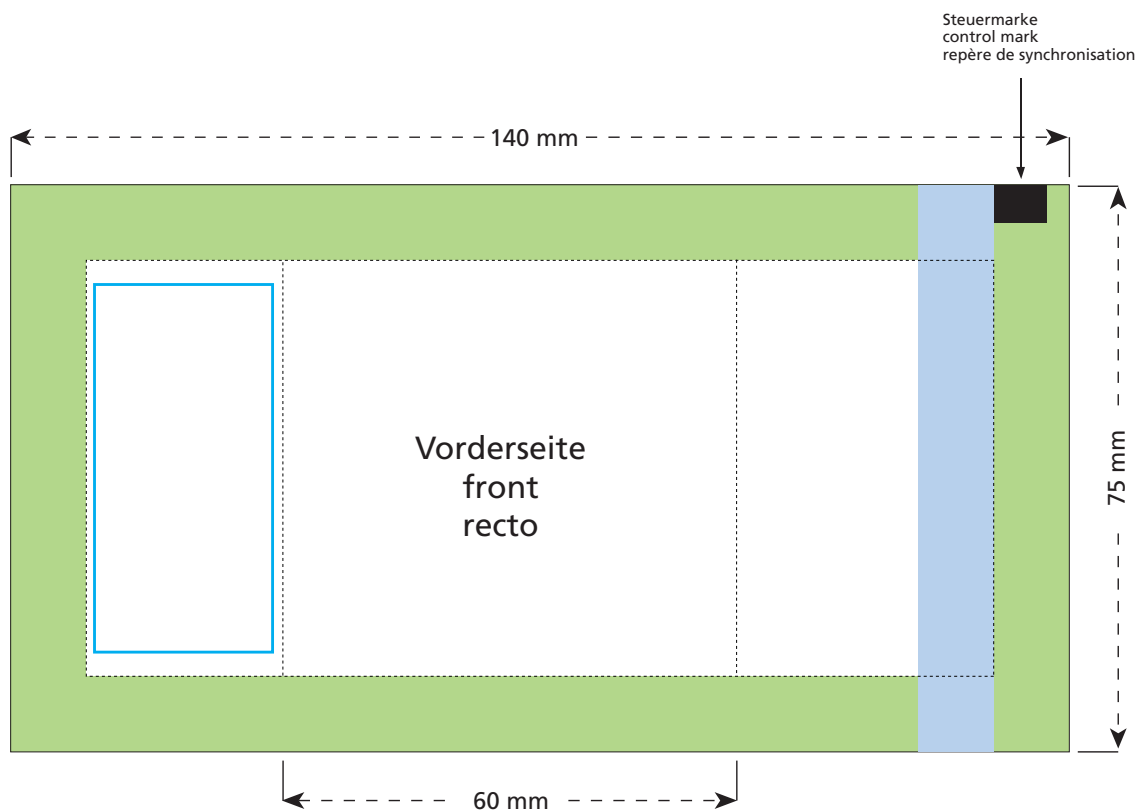 Steuermarke
control mark
repère de synchronisation
140 mm
Vorderseite
front
recto
75 mm
60 mm